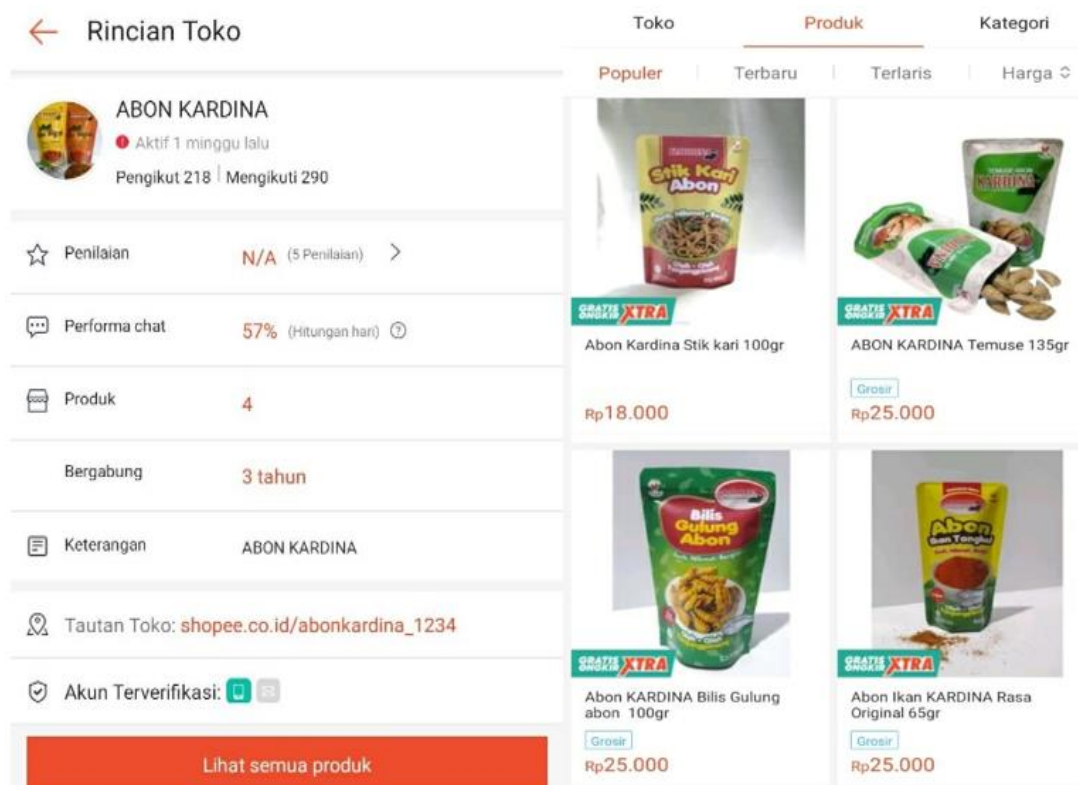 Rincian Toko
ABON KARDINA
Aktif 1 minggu lalu
Pengikut 218 | Mengikuti 290
Penilaian N/A (5 Penilaian)
Performa chat 57% (Hitungan hari)
Produk 4
Bergabung 3 tahun
Keterangan ABON KARDINA
Tautan Toko: shopee.co.id/abonkardina_1234
Akun Terverifikasi:
Lihat semua produk
Toko Produk Kategori
Populer Terbaru Terlaris Harga
Stik Kari
Abon
GRATIS
ONGKIR XTRA
Abon Kardina Stik kari 100gr
Rp18.000
TEMUSE ABON
KARDINA
GRATIS
ONGKIR XTRA
ABON KARDINA Temuse 135gr
Grosir
Rp25.000
Bilis
Gulung
Abon
GRATIS
ONGKIR XTRA
Abon KARDINA Bilis Gulung
abon 100gr
Grosir
Rp25.000
Abon
Ikan Tongkol
GRATIS
ONGKIR XTRA
Abon Ikan KARDINA Rasa
Original 65gr
Grosir
Rp25.000